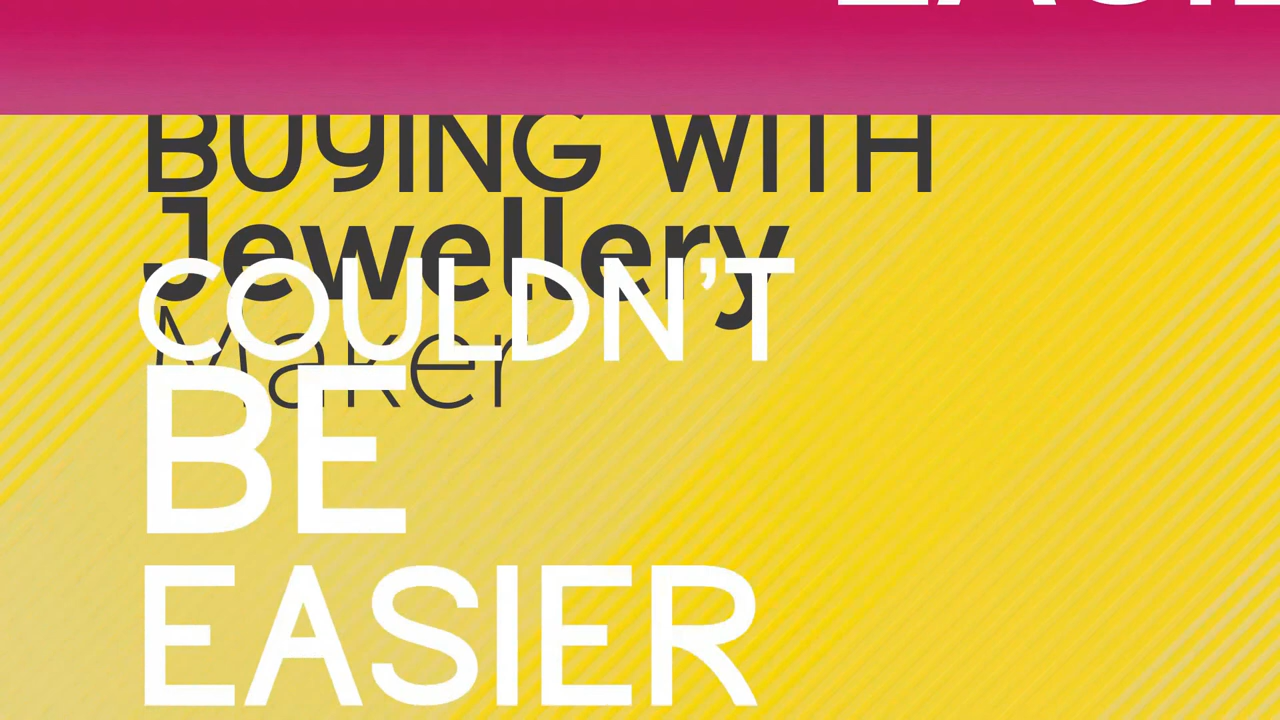 BUYING WITH
Jewellery
Maker
COULDN'T
BE
EASIER